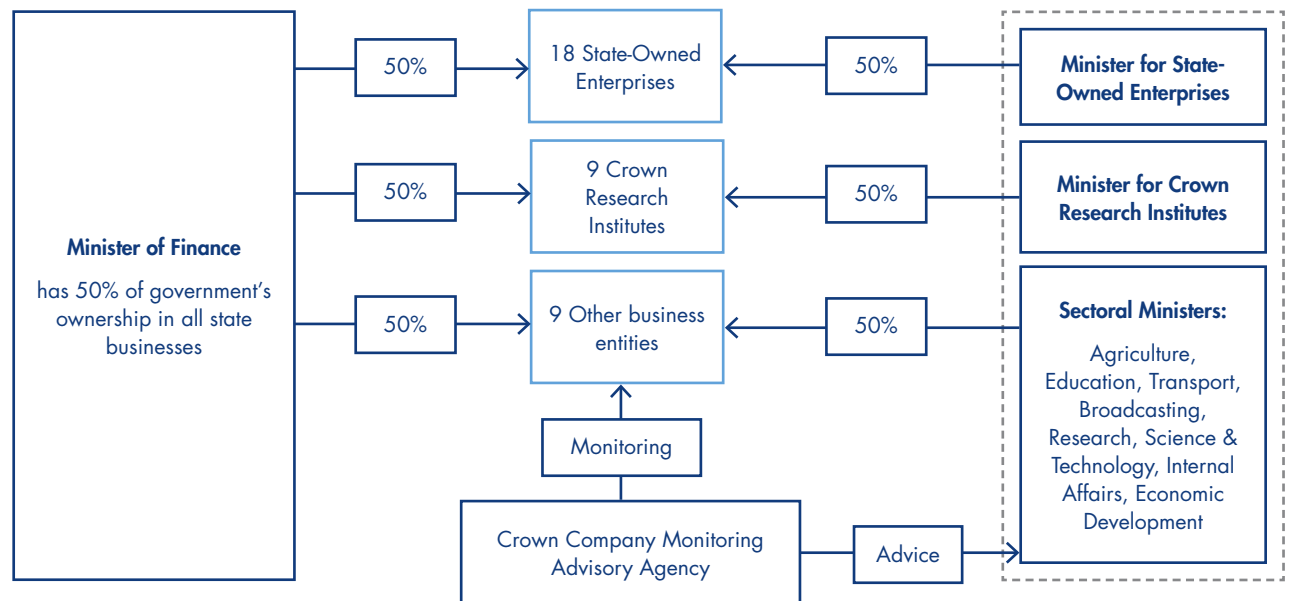 Minister of Finance
has 50% of government's
ownership in all state
businesses
50%
18 State-Owned
Enterprises
50%
Minister for State-
Owned Enterprises
50%
9 Crown
Research
Institutes
50%
Minister for Crown
Research Institutes
50%
9 Other business
entities
50%
Sectoral Ministers:
Agriculture,
Education, Transport,
Broadcasting,
Research, Science &
Technology, Internal
Affairs, Economic
Development
Monitoring
Crown Company Monitoring
Advisory Agency
Advice